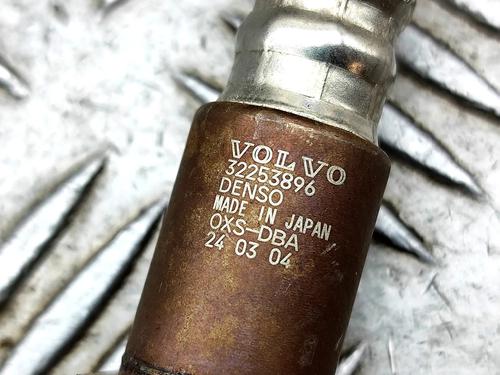 VOLVO
32253896
DENSO
MADE IN JAPAN
OXS-DBA
24 03 04